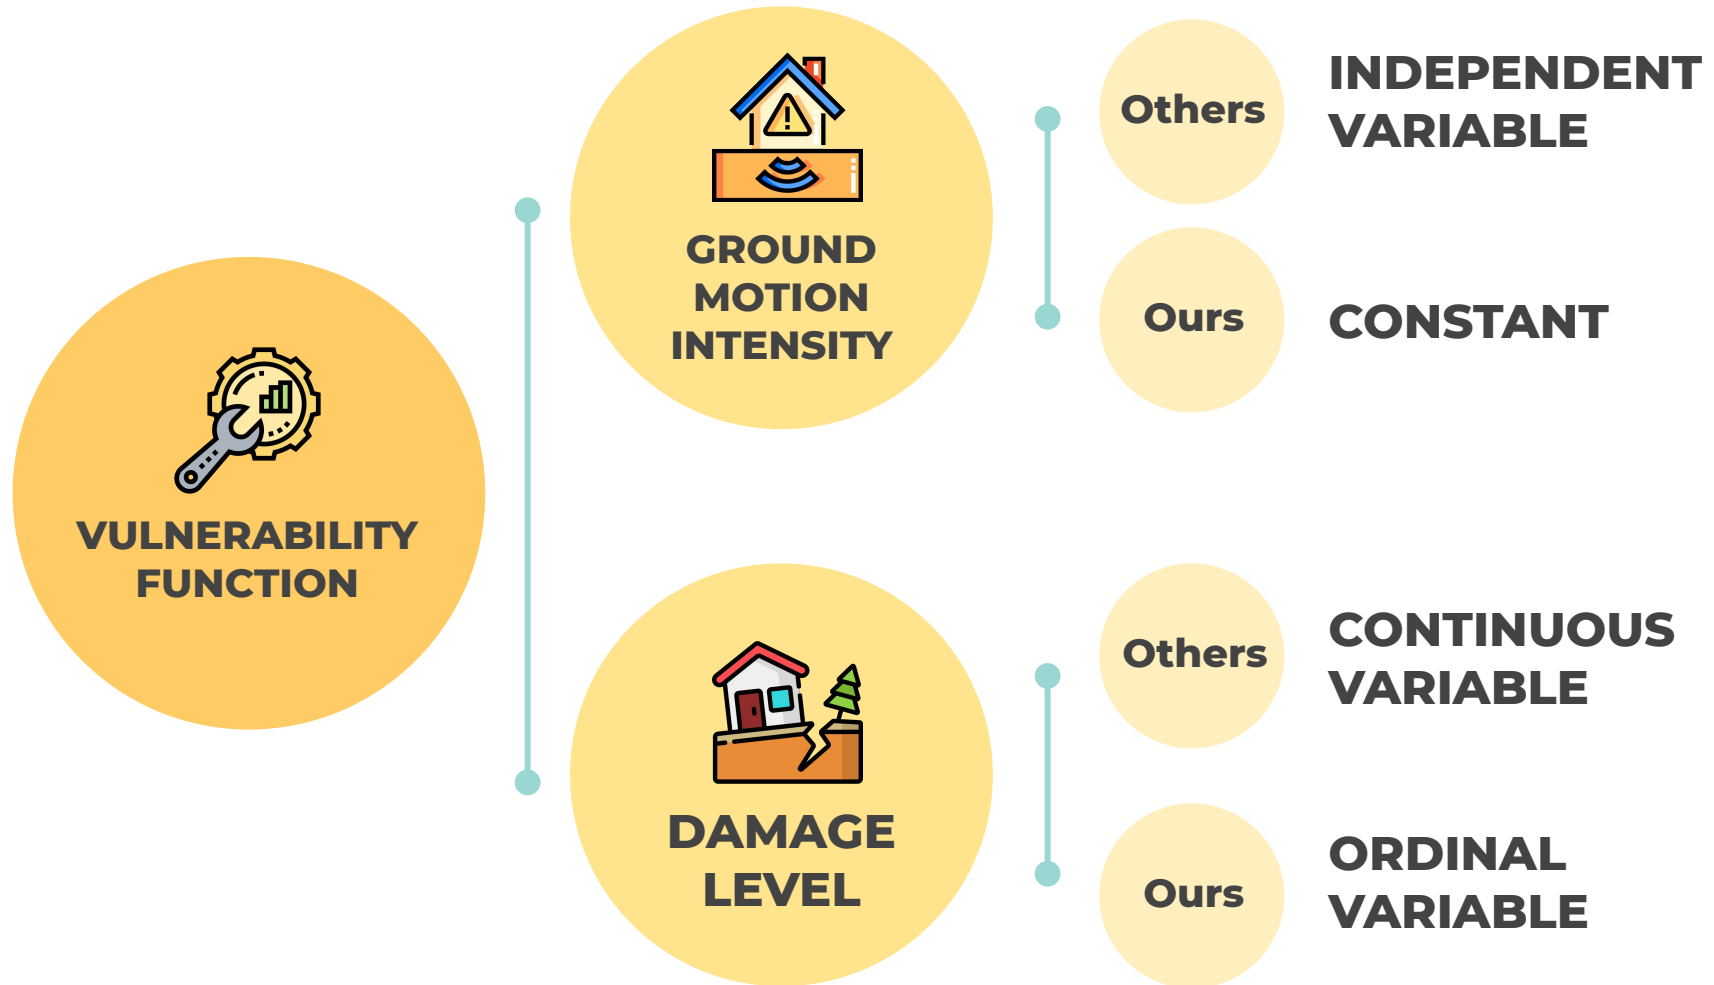 VULNERABILITY
FUNCTION
GROUND
MOTION
INTENSITY
Others
INDEPENDENT
VARIABLE
Ours
CONSTANT
DAMAGE
LEVEL
Others
CONTINUOUS
VARIABLE
Ours
ORDINAL
VARIABLE